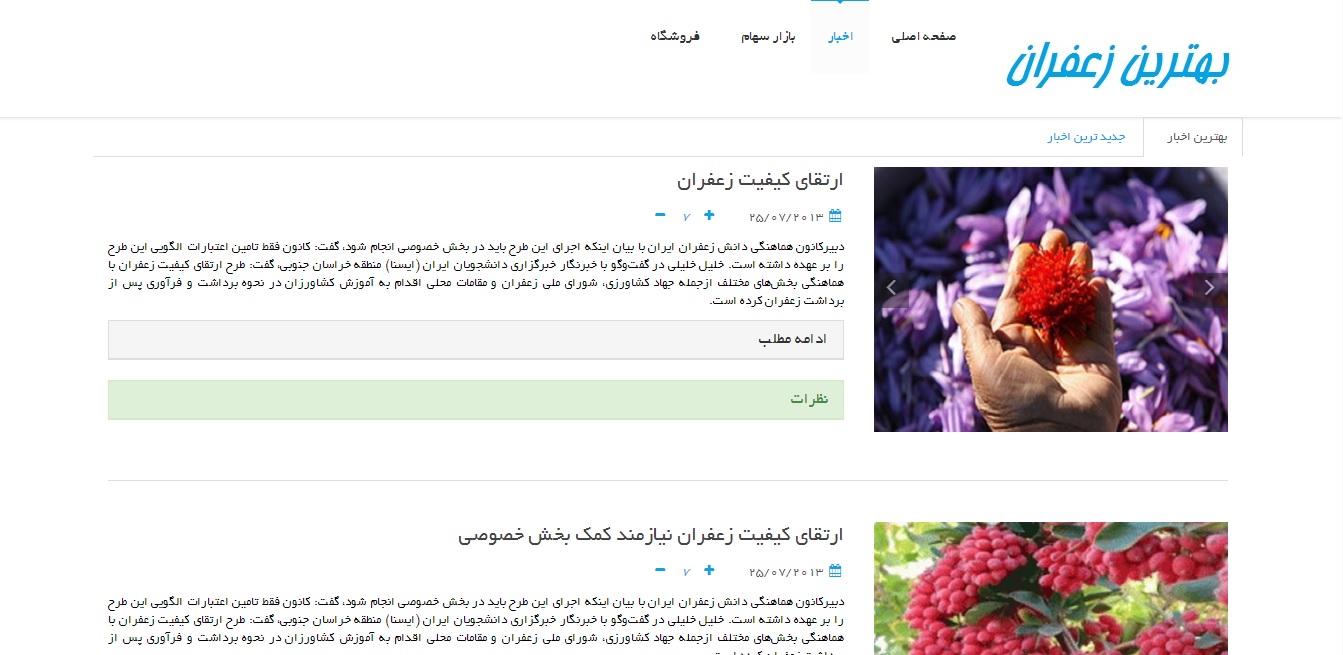 بهترین زعفران
صفحه اصلی
اخبار
بازار سهام
فروشگاه
بهترین اخبار
جدید ترین اخبار
ارتقای کیفیت زعفران
۲۵/۰۷/۲۰۱۳
+ ۷ -
دبیرکانون هماهنگی دانش زعفران ایران با بیان اینکه اجرای این طرح باید در بخش خصوصی انجام شود، گفت: کانون فقط تامین اعتبارات الگویی این طرح
را بر عهده داشته است. خلیل خلیلی در گفت‌وگو با خبرنگار خبرگزاری دانشجویان ایران (ایسنا) منطقه خراسان جنوبی، گفت: طرح ارتقای کیفیت زعفران با
هماهنگی بخش‌های مختلف ازجمله جهاد کشاورزی، شورای ملی زعفران و مقامات محلی اقدام به آموزش کشاورزان در نحوه برداشت و فرآوری پس از
برداشت زعفران کرده است.
ادامه مطلب
نظرات
ارتقای کیفیت زعفران نیازمند کمک بخش خصوصی
۲۵/۰۷/۲۰۱۳
+ ۷ -
دبیرکانون هماهنگی دانش زعفران ایران با بیان اینکه اجرای این طرح باید در بخش خصوصی انجام شود، گفت: کانون فقط تامین اعتبارات الگویی این طرح
را بر عهده داشته است. خلیل خلیلی در گفت‌وگو با خبرنگار خبرگزاری دانشجویان ایران (ایسنا) منطقه خراسان جنوبی، گفت: طرح ارتقای کیفیت زعفران با
هماهنگی بخش‌های مختلف ازجمله جهاد کشاورزی، شورای ملی زعفران و مقامات محلی اقدام به آموزش کشاورزان در نحوه برداشت و فرآوری پس از